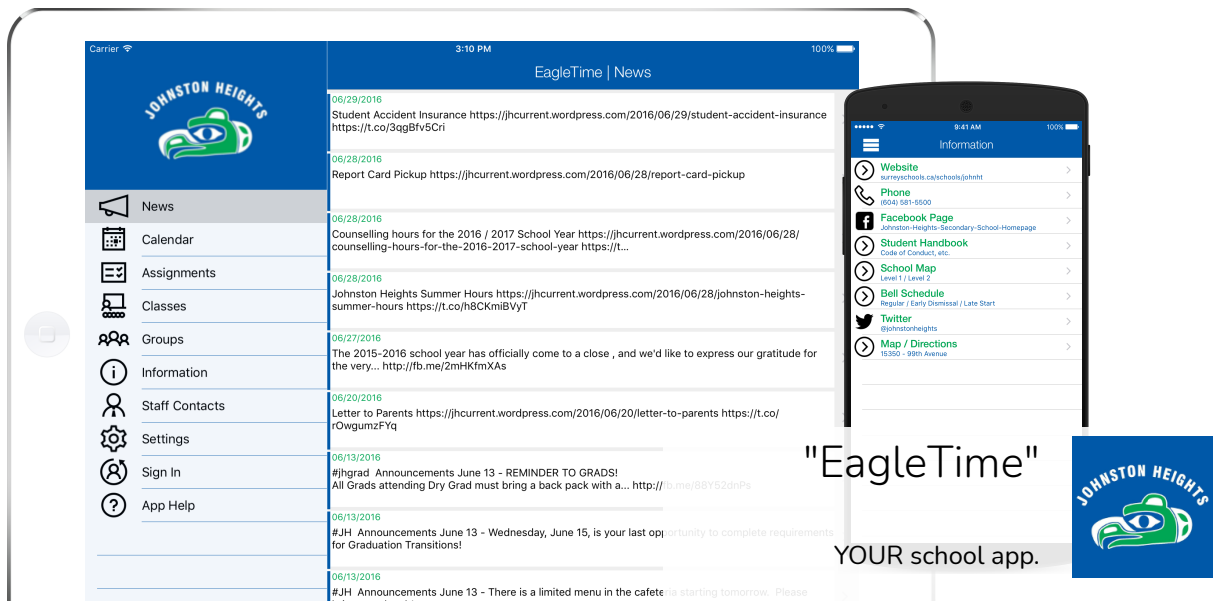 Carrier
3:10 PM
100%
JOHNSTON HEIGHTS
EagleTime | News
News
Calendar
Assignments
Classes
Groups
Information
Staff Contacts
Settings
Sign In
App Help
06/29/2016
Student Accident Insurance https://jhcurrent.wordpress.com/2016/06/29/student-accident-insurance
https://t.co/3qgBfv5Cri
06/28/2016
Report Card Pickup https://jhcurrent.wordpress.com/2016/06/28/report-card-pickup
06/28/2016
Counselling hours for the 2016 / 2017 School Year https://jhcurrent.wordpress.com/2016/06/28/
counselling-hours-for-the-2016-2017-school-year https://t...
06/28/2016
Johnston Heights Summer Hours https://jhcurrent.wordpress.com/2016/06/28/johnston-heights-
summer-hours https://t.co/h8CKmiBVyT
06/27/2016
The 2015-2016 school year has officially come to a close , and we'd like to express our gratitude for
the very... http://fb.me/2mHKfmXAs
06/20/2016
Letter to Parents https://jhcurrent.wordpress.com/2016/06/20/letter-to-parents https://t.co/
rOwgumzFYq
06/13/2016
#jhgrad Announcements June 13 - REMINDER TO GRADS!
All Grads attending Dry Grad must bring a back pack with a... http://fb.me/88Y52dnPs
06/13/2016
#JH Announcements June 13 - Wednesday, June 15, is your last opportunity to complete requirements
for Graduation Transitions!
06/13/2016
#JH Announcements June 13 - There is a limited menu in the cafeteria starting tomorrow. Please
9:41 AM
100%
Information
Website
surreyschools.ca/schools/johnht
Phone
(604) 581-5500
Facebook Page
Johnston-Heights-Secondary-School-Homepage
Student Handbook
Code of Conduct, etc.
School Map
Level 1 / Level 2
Bell Schedule
Regular / Early Dismissal / Late Start
Twitter
@johnstonheights
Map / Directions
15350 - 99th Avenue
"EagleTime"
YOUR school app.
JOHNSTON HEIGHTS